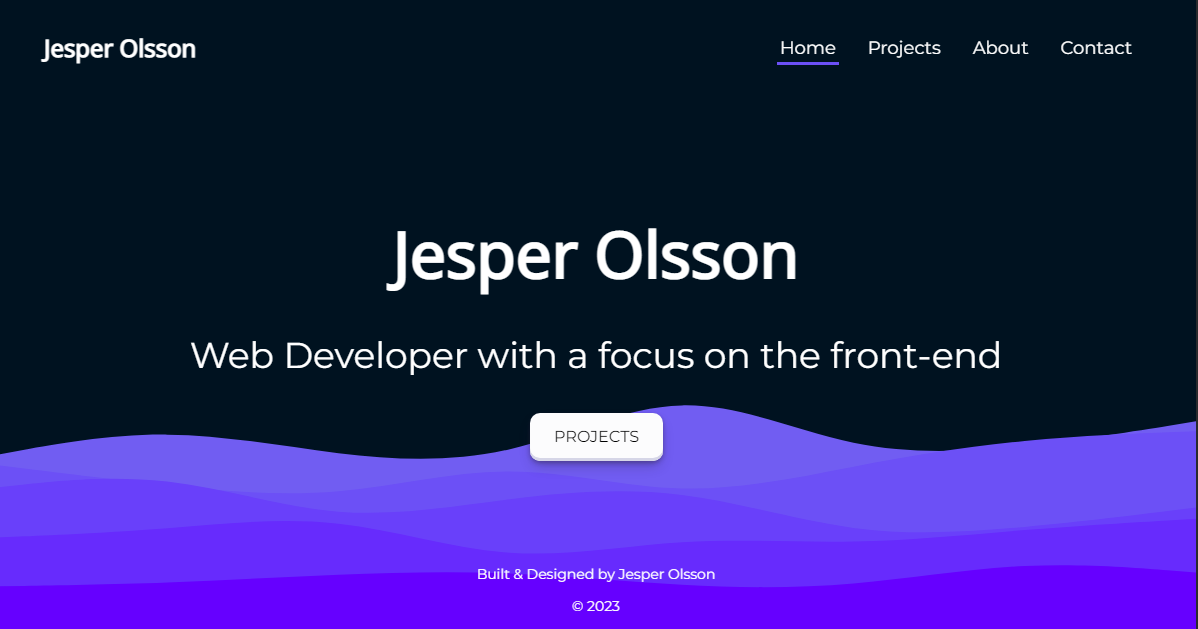 Jesper Olsson
Home Projects About Contact
Jesper Olsson
Web Developer with a focus on the front-end
PROJECTS
Built & Designed by Jesper Olsson
© 2023